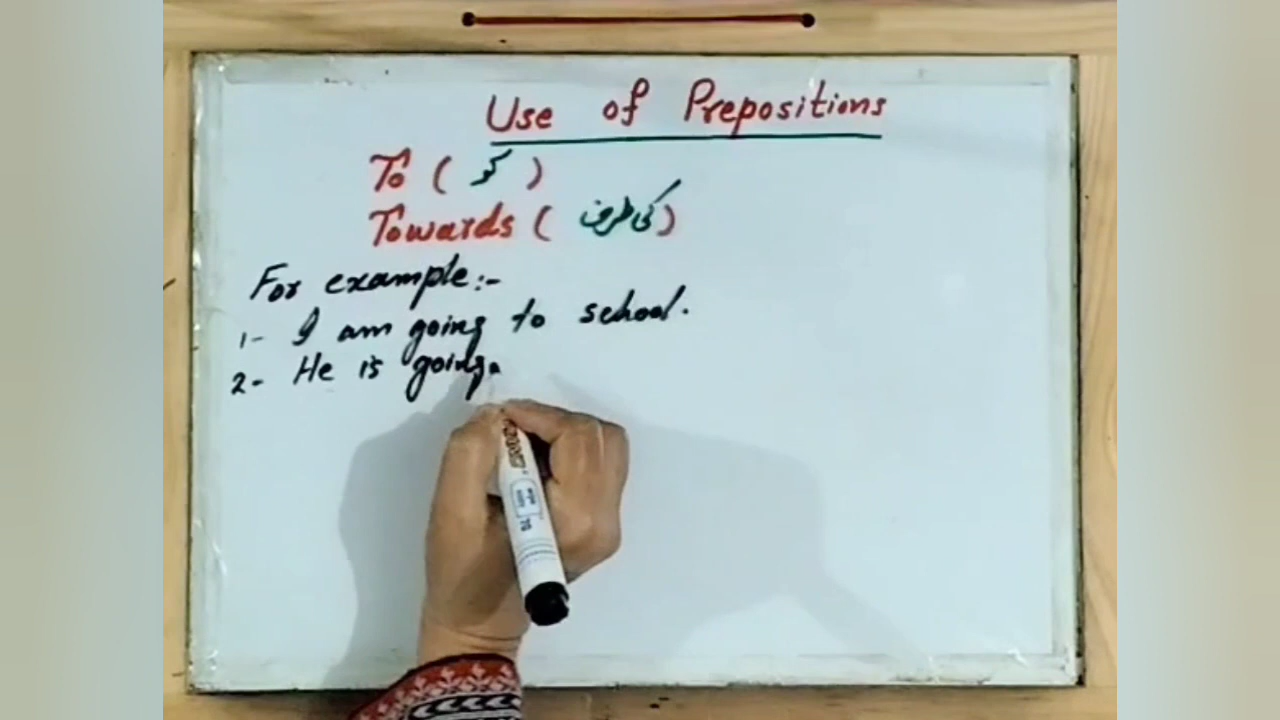 Use of Prepositions
To ( کو )
Towards ( کی طرف )
For example:-
1- I am going to school.
2- He is going
70